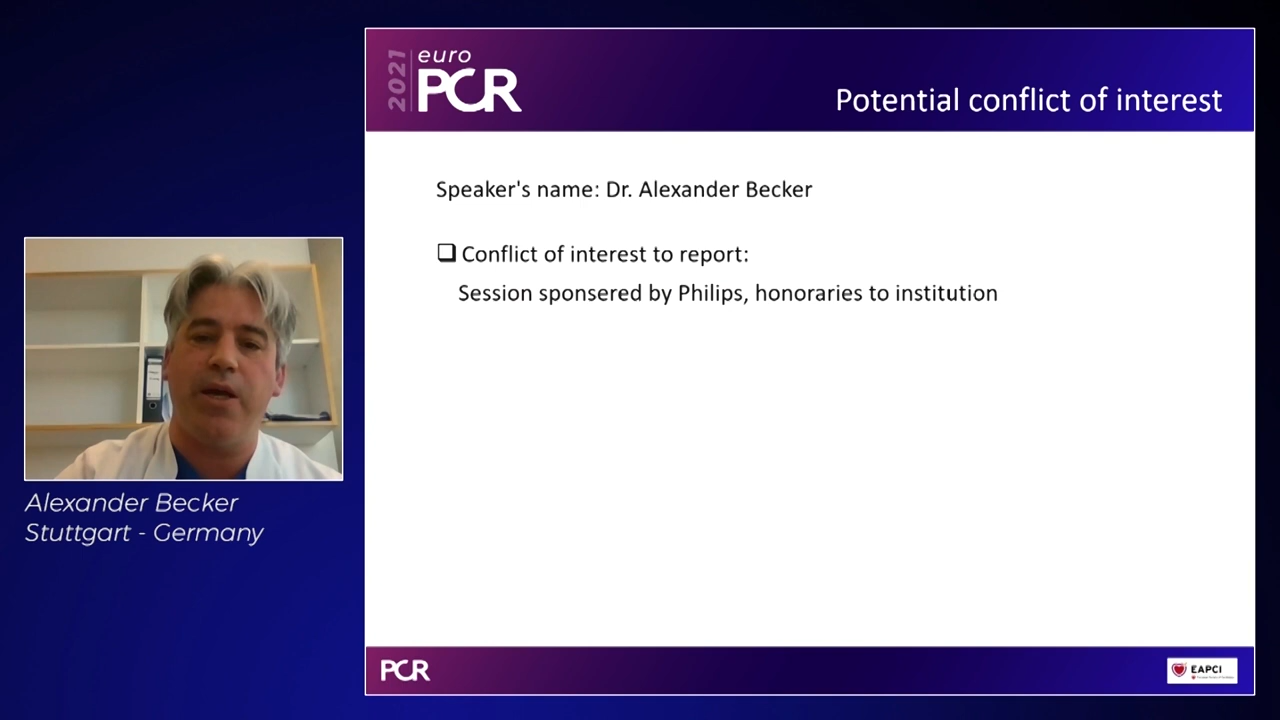 2021
euro
PCR
Potential conflict of interest
Speaker's name: Dr. Alexander Becker
❑ Conflict of interest to report:
Session sponsered by Philips, honoraries to institution
Alexander Becker
Stuttgart - Germany
PCR
EAPCI